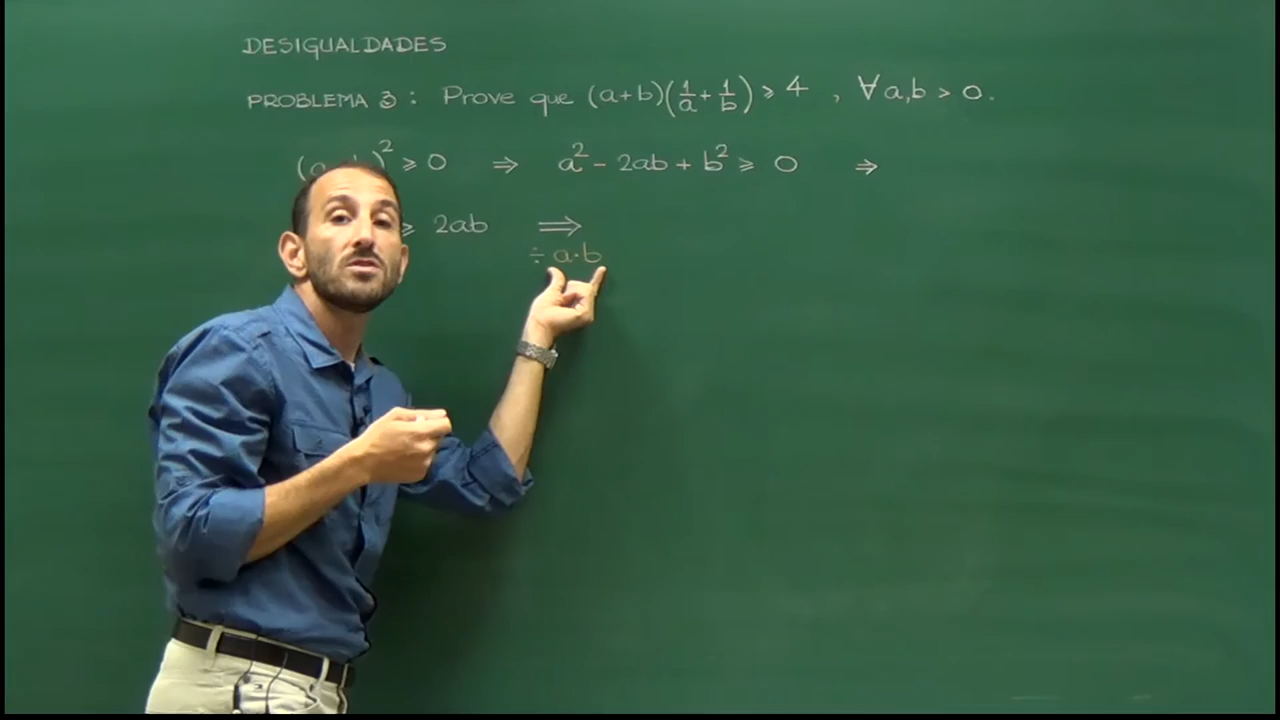 DESIGUALDADES
PROBLEMA 3 : Prove que (a+b)(1/a + 1/b) ⩾ 4 , ∀ a,b > 0.
(a )² ⩾ 0 ⇒ a² - 2ab + b² ⩾ 0 ⇒
⩾ 2ab ⟹
÷ a·b